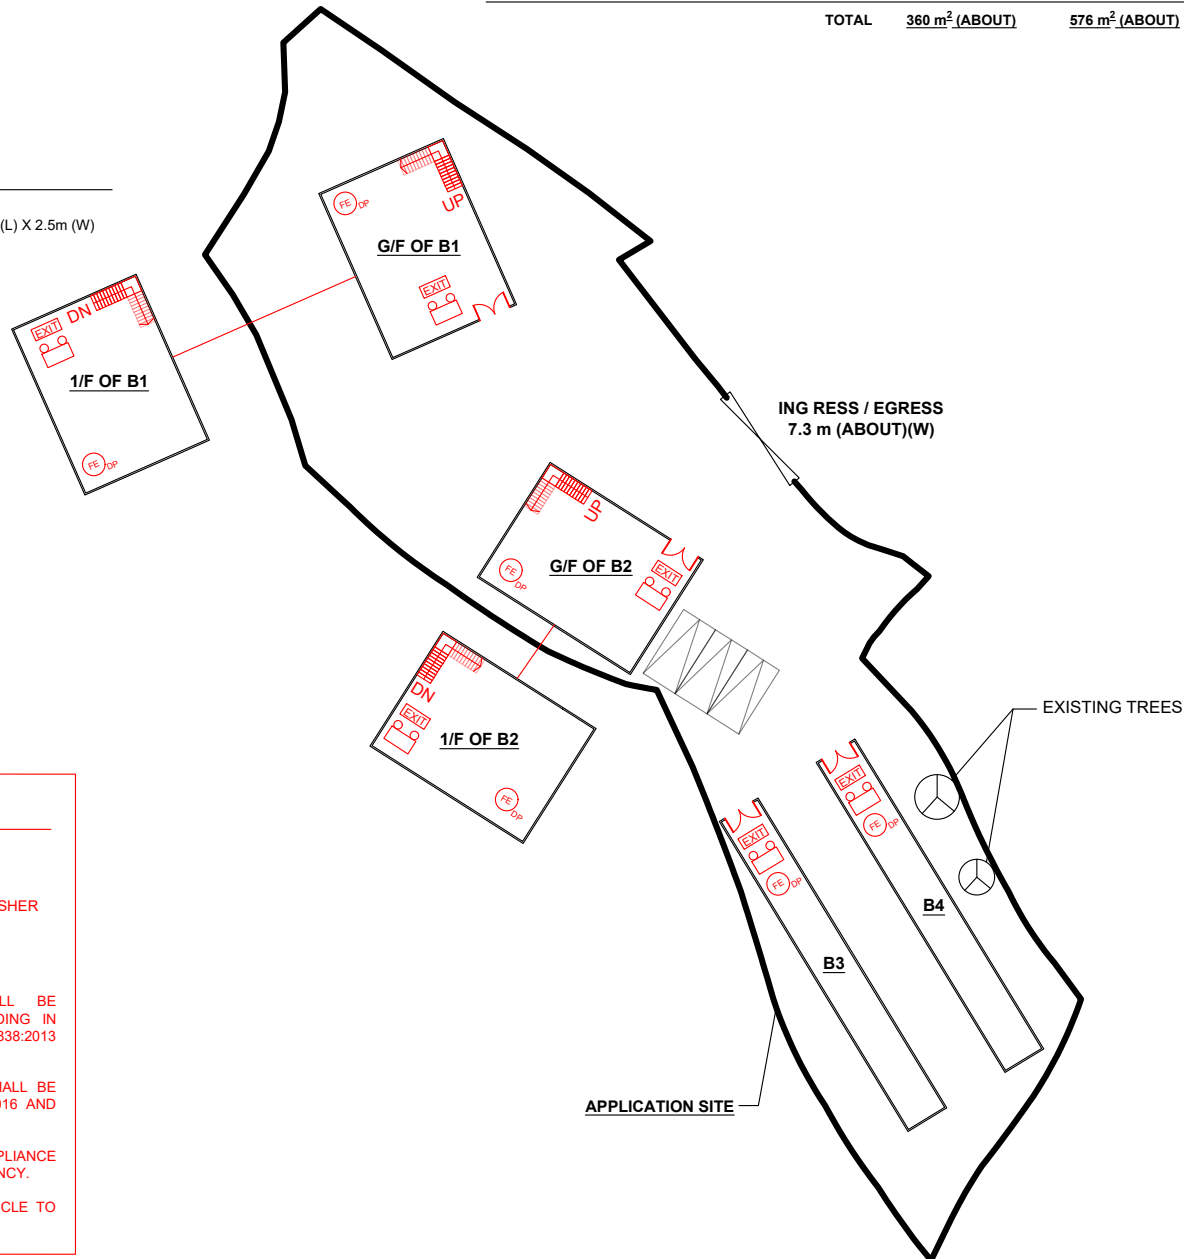 TOTAL 360 m² (ABOUT) 576 m² (ABOUT)
(L) X 2.5m (W)
UP
FE DP
G/F OF B1
EXIT
DN
EXIT
1/F OF B1
FE DP
ING RESS / EGRESS
7.3 m (ABOUT)(W)
UP
G/F OF B2
FE DP
EXIT
DN
EXIT
1/F OF B2
FE DP
EXISTING TREES
EXIT
FE DP
B4
EXIT
FE DP
B3
APPLICATION SITE
SHER
LL BE
DING IN
338:2013
HALL BE
016 AND
PLIANCE
NCY.
CLE TO